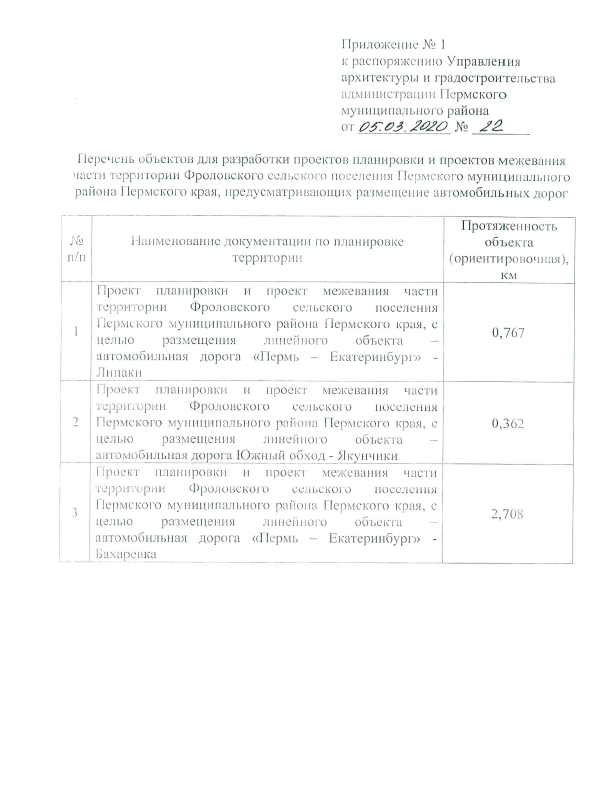 Приложение № 1
к распоряжению Управления
архитектуры и градостроительства
администрации Пермского
муниципального района
от 05.03.2020 № 22
Перечень объектов для разработки проектов планировки и проектов межевания
части территории Фроловского сельского поселения Пермского муниципального
района Пермского края, предусматривающих размещение автомобильных дорог
№
п/п
Наименование документации по планировке
территории
Протяженность
объекта
(ориентировочная),
км
1
Проект планировки и проект межевания части
территории Фроловского сельского поселения
Пермского муниципального района Пермского края, с
целью размещения линейного объекта –
автомобильная дорога «Пермь – Екатеринбург» -
Липаки
0,767
2
Проект планировки и проект межевания части
территории Фроловского сельского поселения
Пермского муниципального района Пермского края, с
целью размещения линейного объекта –
автомобильная дорога Южный обход - Якунчики
0,362
3
Проект планировки и проект межевания части
территории Фроловского сельского поселения
Пермского муниципального района Пермского края, с
целью размещения линейного объекта –
автомобильная дорога «Пермь – Екатеринбург» -
Бахаревка
2,708